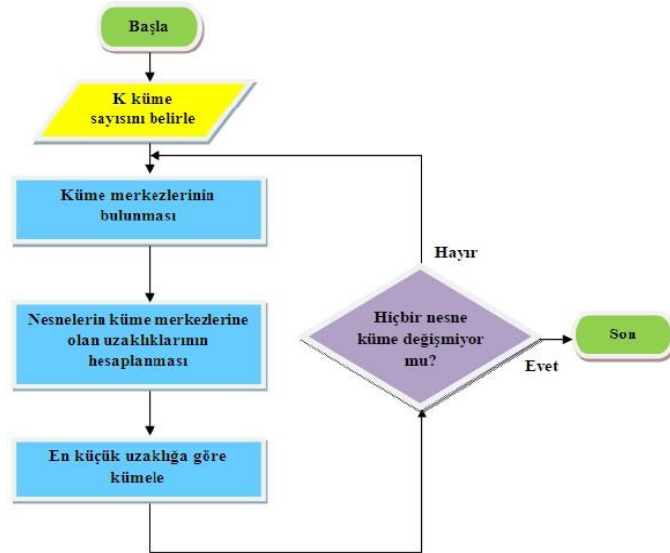 Başla
K küme
sayısını belirle
Küme merkezlerinin
bulunması
Nesnelerin küme merkezlerine
olan uzaklıklarının
hesaplanması
En küçük uzaklığa göre
kümele
Hayır
Hiçbir nesne
küme değişmiyor
mu?
Evet
Son